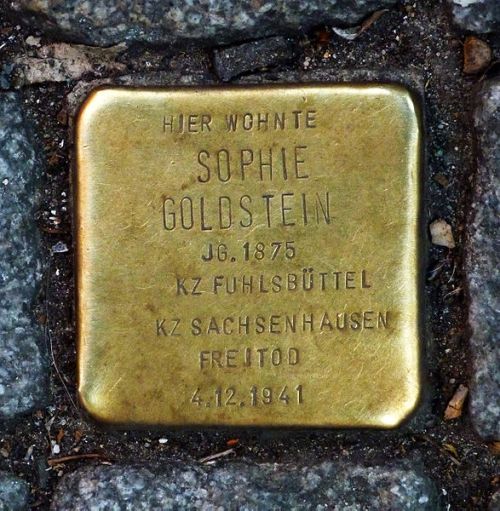 HIER WOHNTE
SOPHIE
GOLDSTEIN
JG. 1875
KZ FUHLSBÜTTEL
KZ SACHSENHAUSEN
FREITOD
4.12.1941